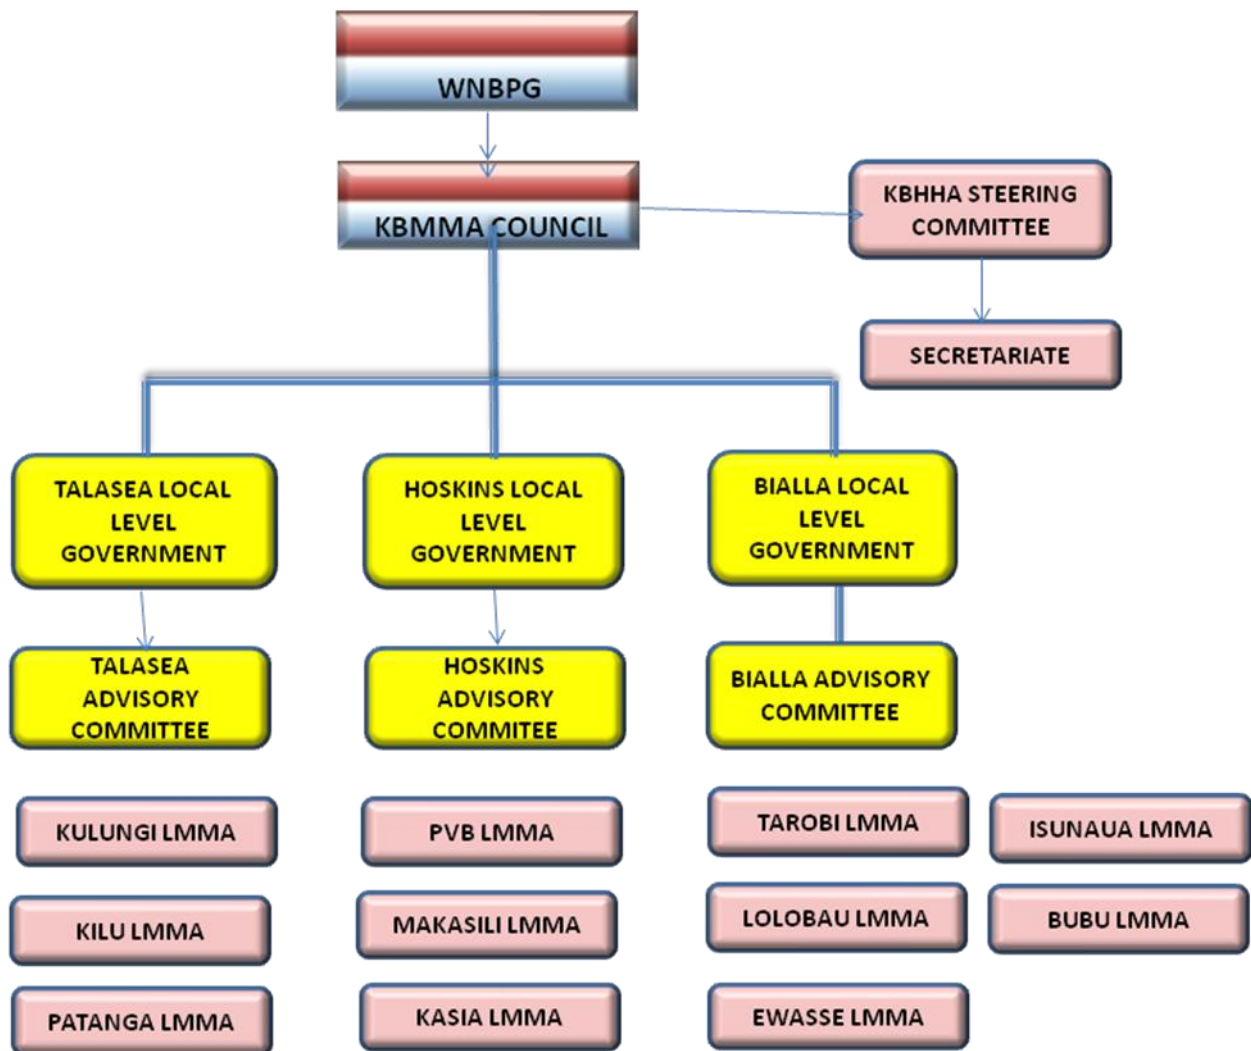 WNBPG
KBMMA COUNCIL
KBHHA STEERING
COMMITTEE
SECRETARIATE
TALASEA LOCAL
LEVEL
GOVERNMENT
HOSKINS LOCAL
LEVEL
GOVERNMENT
BIALLA LOCAL
LEVEL
GOVERNMENT
TALASEA
ADVISORY
COMMITTEE
HOSKINS
ADVISORY
COMMITEE
BIALLA ADVISORY
COMMITTEE
KULUNGI LMMA
PVB LMMA
TAROBI LMMA
ISUNAUA LMMA
KILU LMMA
MAKASILI LMMA
LOLOBAU LMMA
BUBU LMMA
PATANGA LMMA
KASIA LMMA
EWASSE LMMA